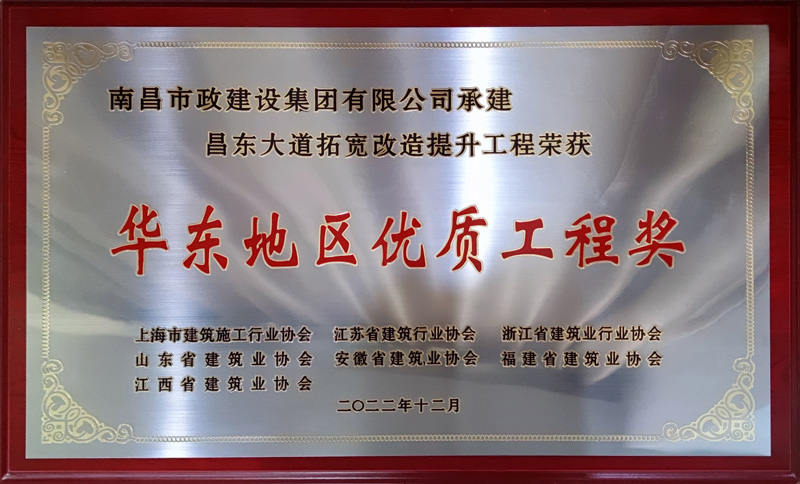 南昌市政建设集团有限公司承建
昌东大道拓宽改造提升工程荣获
华东地区优质工程奖
上海市建筑施工行业协会 江苏省建筑行业协会 浙江省建筑业行业协会
山东省建筑业协会 安徽省建筑业协会 福建省建筑业协会
江西省建筑业协会
二〇二二年十二月